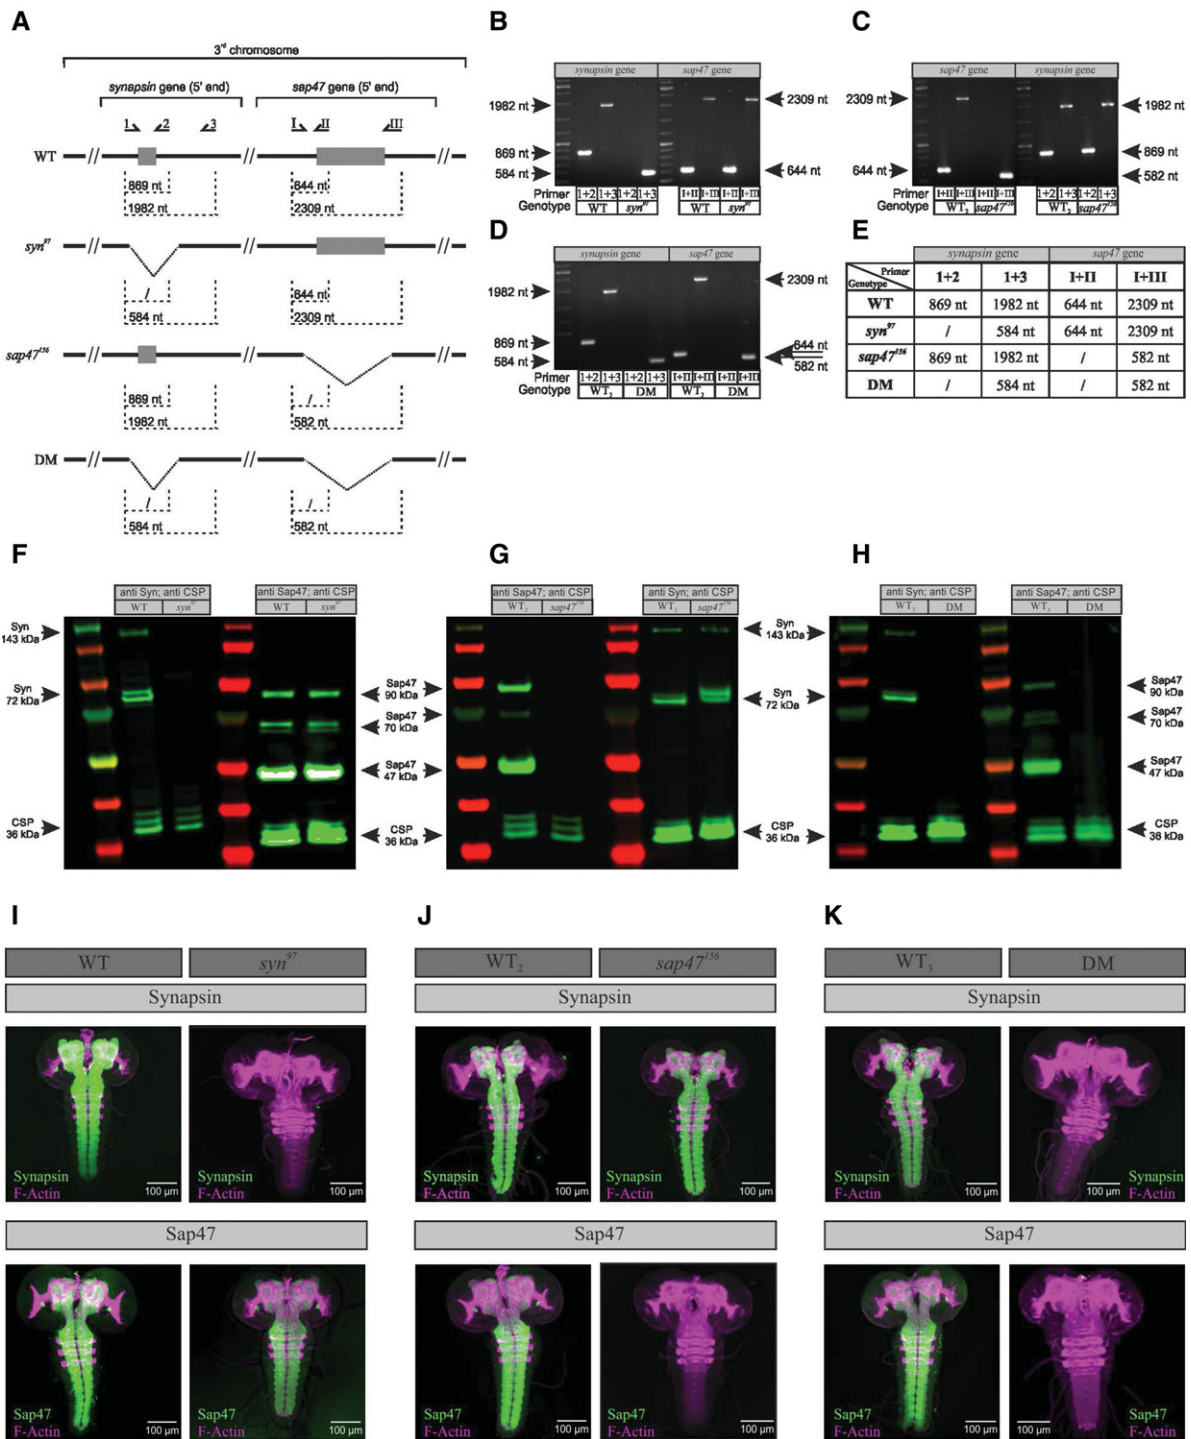 A
3rd chromosome
synapsin gene (5' end) sap47 gene (5' end)
1 2 3 I II III
WT
869 nt 644 nt
1982 nt 2309 nt
syn97
/ 644 nt
584 nt 2309 nt
sap47156
869 nt /
1982 nt 582 nt
DM
/ /
584 nt 582 nt
B
synapsin gene sap47 gene
1982 nt 2309 nt
869 nt
584 nt 644 nt
Primer 1+2 1+3 1+2 1+3 I+II I+III I+II I+III
Genotype WT syn97 WT syn97
C
sap47 gene synapsin gene
2309 nt 1982 nt
869 nt
644 nt 582 nt
Primer I+II I+III I+II I+III 1+2 1+3 1+2 1+3
Genotype WT2 sap47156 WT2 sap47156
D
synapsin gene sap47 gene
2309 nt
1982 nt
869 nt 644 nt
584 nt 582 nt
Primer 1+2 1+3 1+2 1+3 I+II I+III I+II I+III
Genotype WT2 DM WT2 DM
E
synapsin gene sap47 gene
Primer
Genotype 1+2 1+3 I+II I+III
WT 869 nt 1982 nt 644 nt 2309 nt
syn97 / 584 nt 644 nt 2309 nt
sap47156 869 nt 1982 nt / 582 nt
DM / 584 nt / 582 nt
F
anti Syn; anti CSP anti Sap47; anti CSP
WT syn97 WT syn97
Syn
143 kDa
Syn
72 kDa
CSP
36 kDa
Sap47
90 kDa
Sap47
70 kDa
Sap47
47 kDa
CSP
36 kDa
G
anti Sap47; anti CSP anti Syn; anti CSP
WT2 sap47156 WT2 sap47156
Syn
143 kDa
Syn
72 kDa
CSP
36 kDa
H
anti Syn; anti CSP anti Sap47; anti CSP
WT3 DM WT3 DM
Sap47
90 kDa
Sap47
70 kDa
Sap47
47 kDa
CSP
36 kDa
I
WT syn97
Synapsin
Synapsin Synapsin
F-Actin 100 µm F-Actin 100 µm
Sap47
Sap47 Sap47
F-Actin 100 µm F-Actin 100 µm
J
WT2 sap47156
Synapsin
Synapsin Synapsin
F-Actin 100 µm F-Actin 100 µm
Sap47
Sap47 Sap47
F-Actin 100 µm F-Actin 100 µm
K
WT3 DM
Synapsin
Synapsin Synapsin
F-Actin 100 µm 100 µm F-Actin
Sap47
Sap47 Sap47
F-Actin 100 µm 100 µm F-Actin